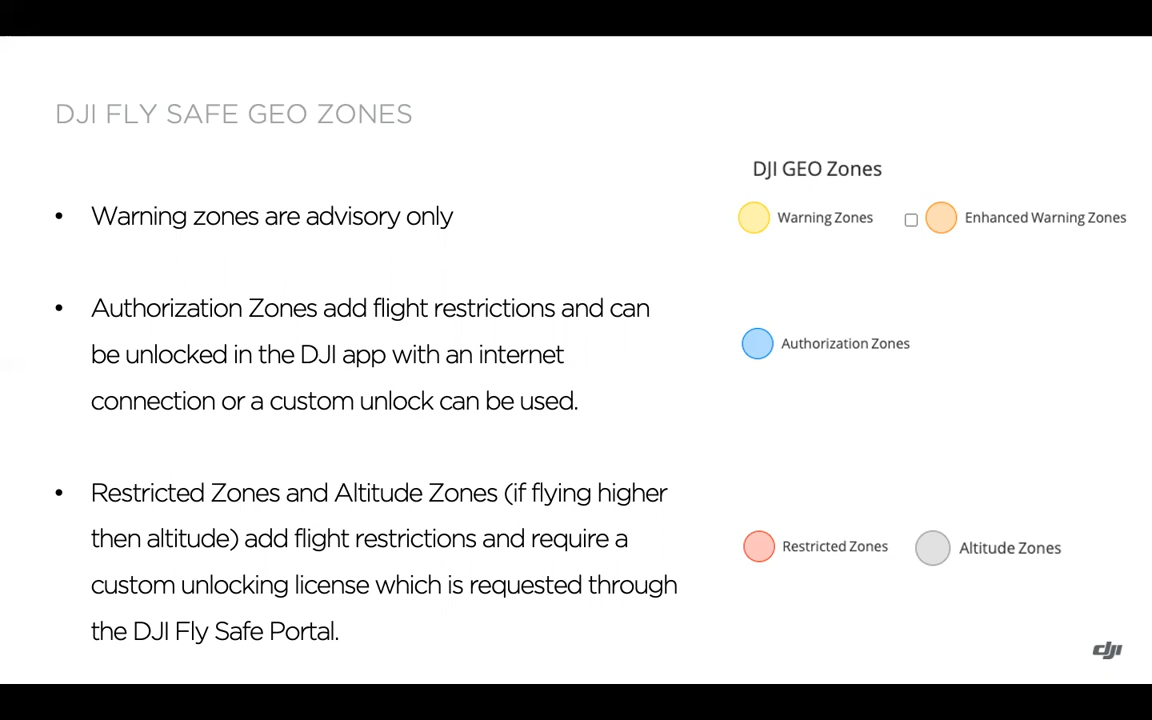 DJI FLY SAFE GEO ZONES
• Warning zones are advisory only
• Authorization Zones add flight restrictions and can
be unlocked in the DJI app with an internet
connection or a custom unlock can be used.
• Restricted Zones and Altitude Zones (if flying higher
then altitude) add flight restrictions and require a
custom unlocking license which is requested through
the DJI Fly Safe Portal.
DJI GEO Zones
Warning Zones
Enhanced Warning Zones
Authorization Zones
Restricted Zones
Altitude Zones
dji